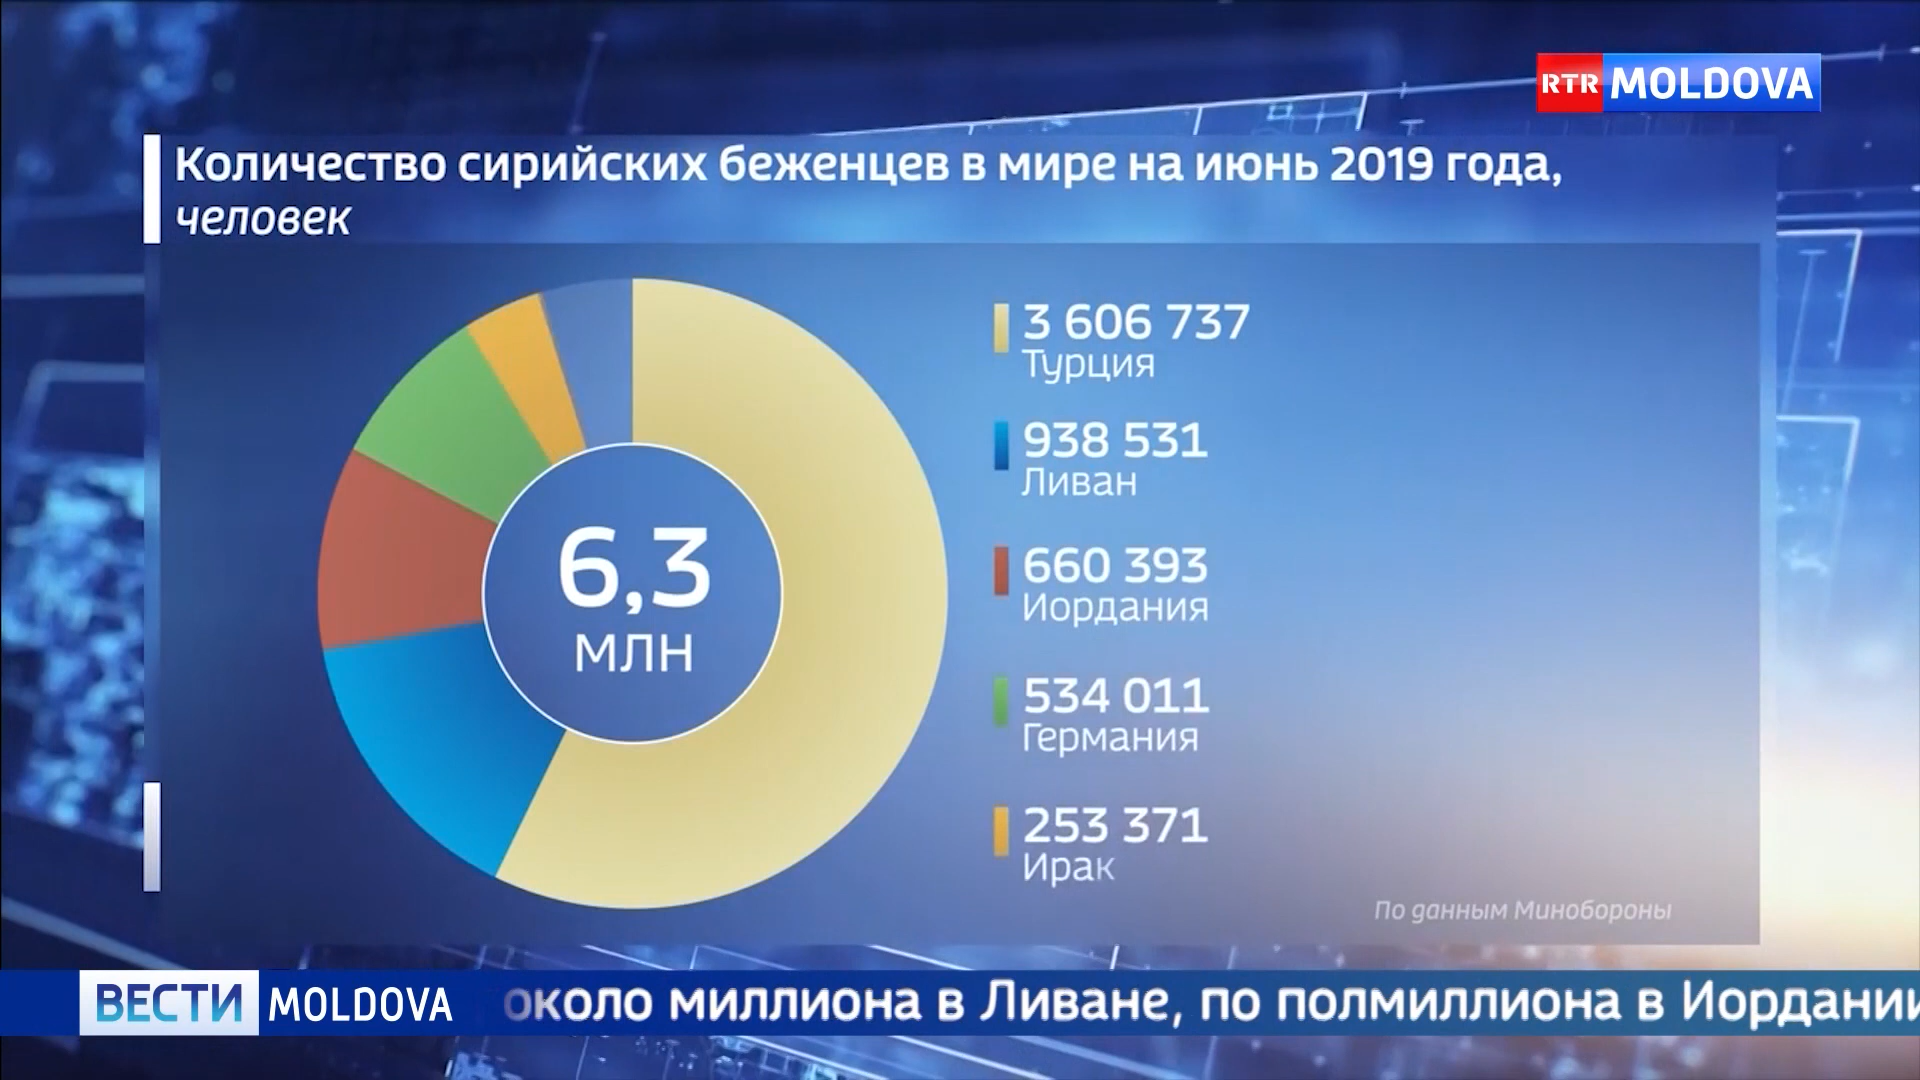 RTR MOLDOVA
Количество сирийских беженцев в мире на июнь 2019 года,
человек
6,3
млн
3 606 737
Турция
938 531
Ливан
660 393
Иордания
534 011
Германия
253 371
Ирак
По данным Минобороны
ВЕСТИ MOLDOVA около миллиона в Ливане, по полмиллиона в Иордании